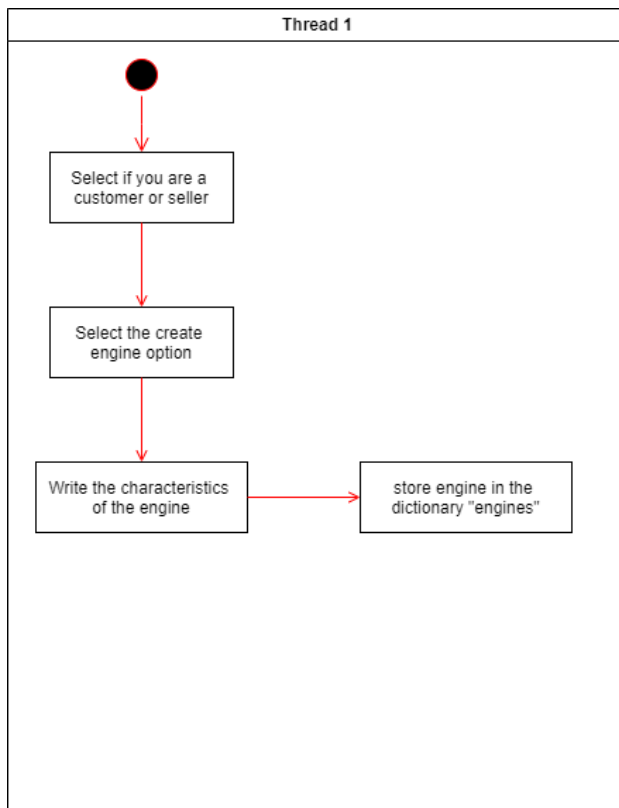 Thread 1
Select if you are a
customer or seller
Select the create
engine option
Write the characteristics
of the engine
store engine in the
dictionary "engines"